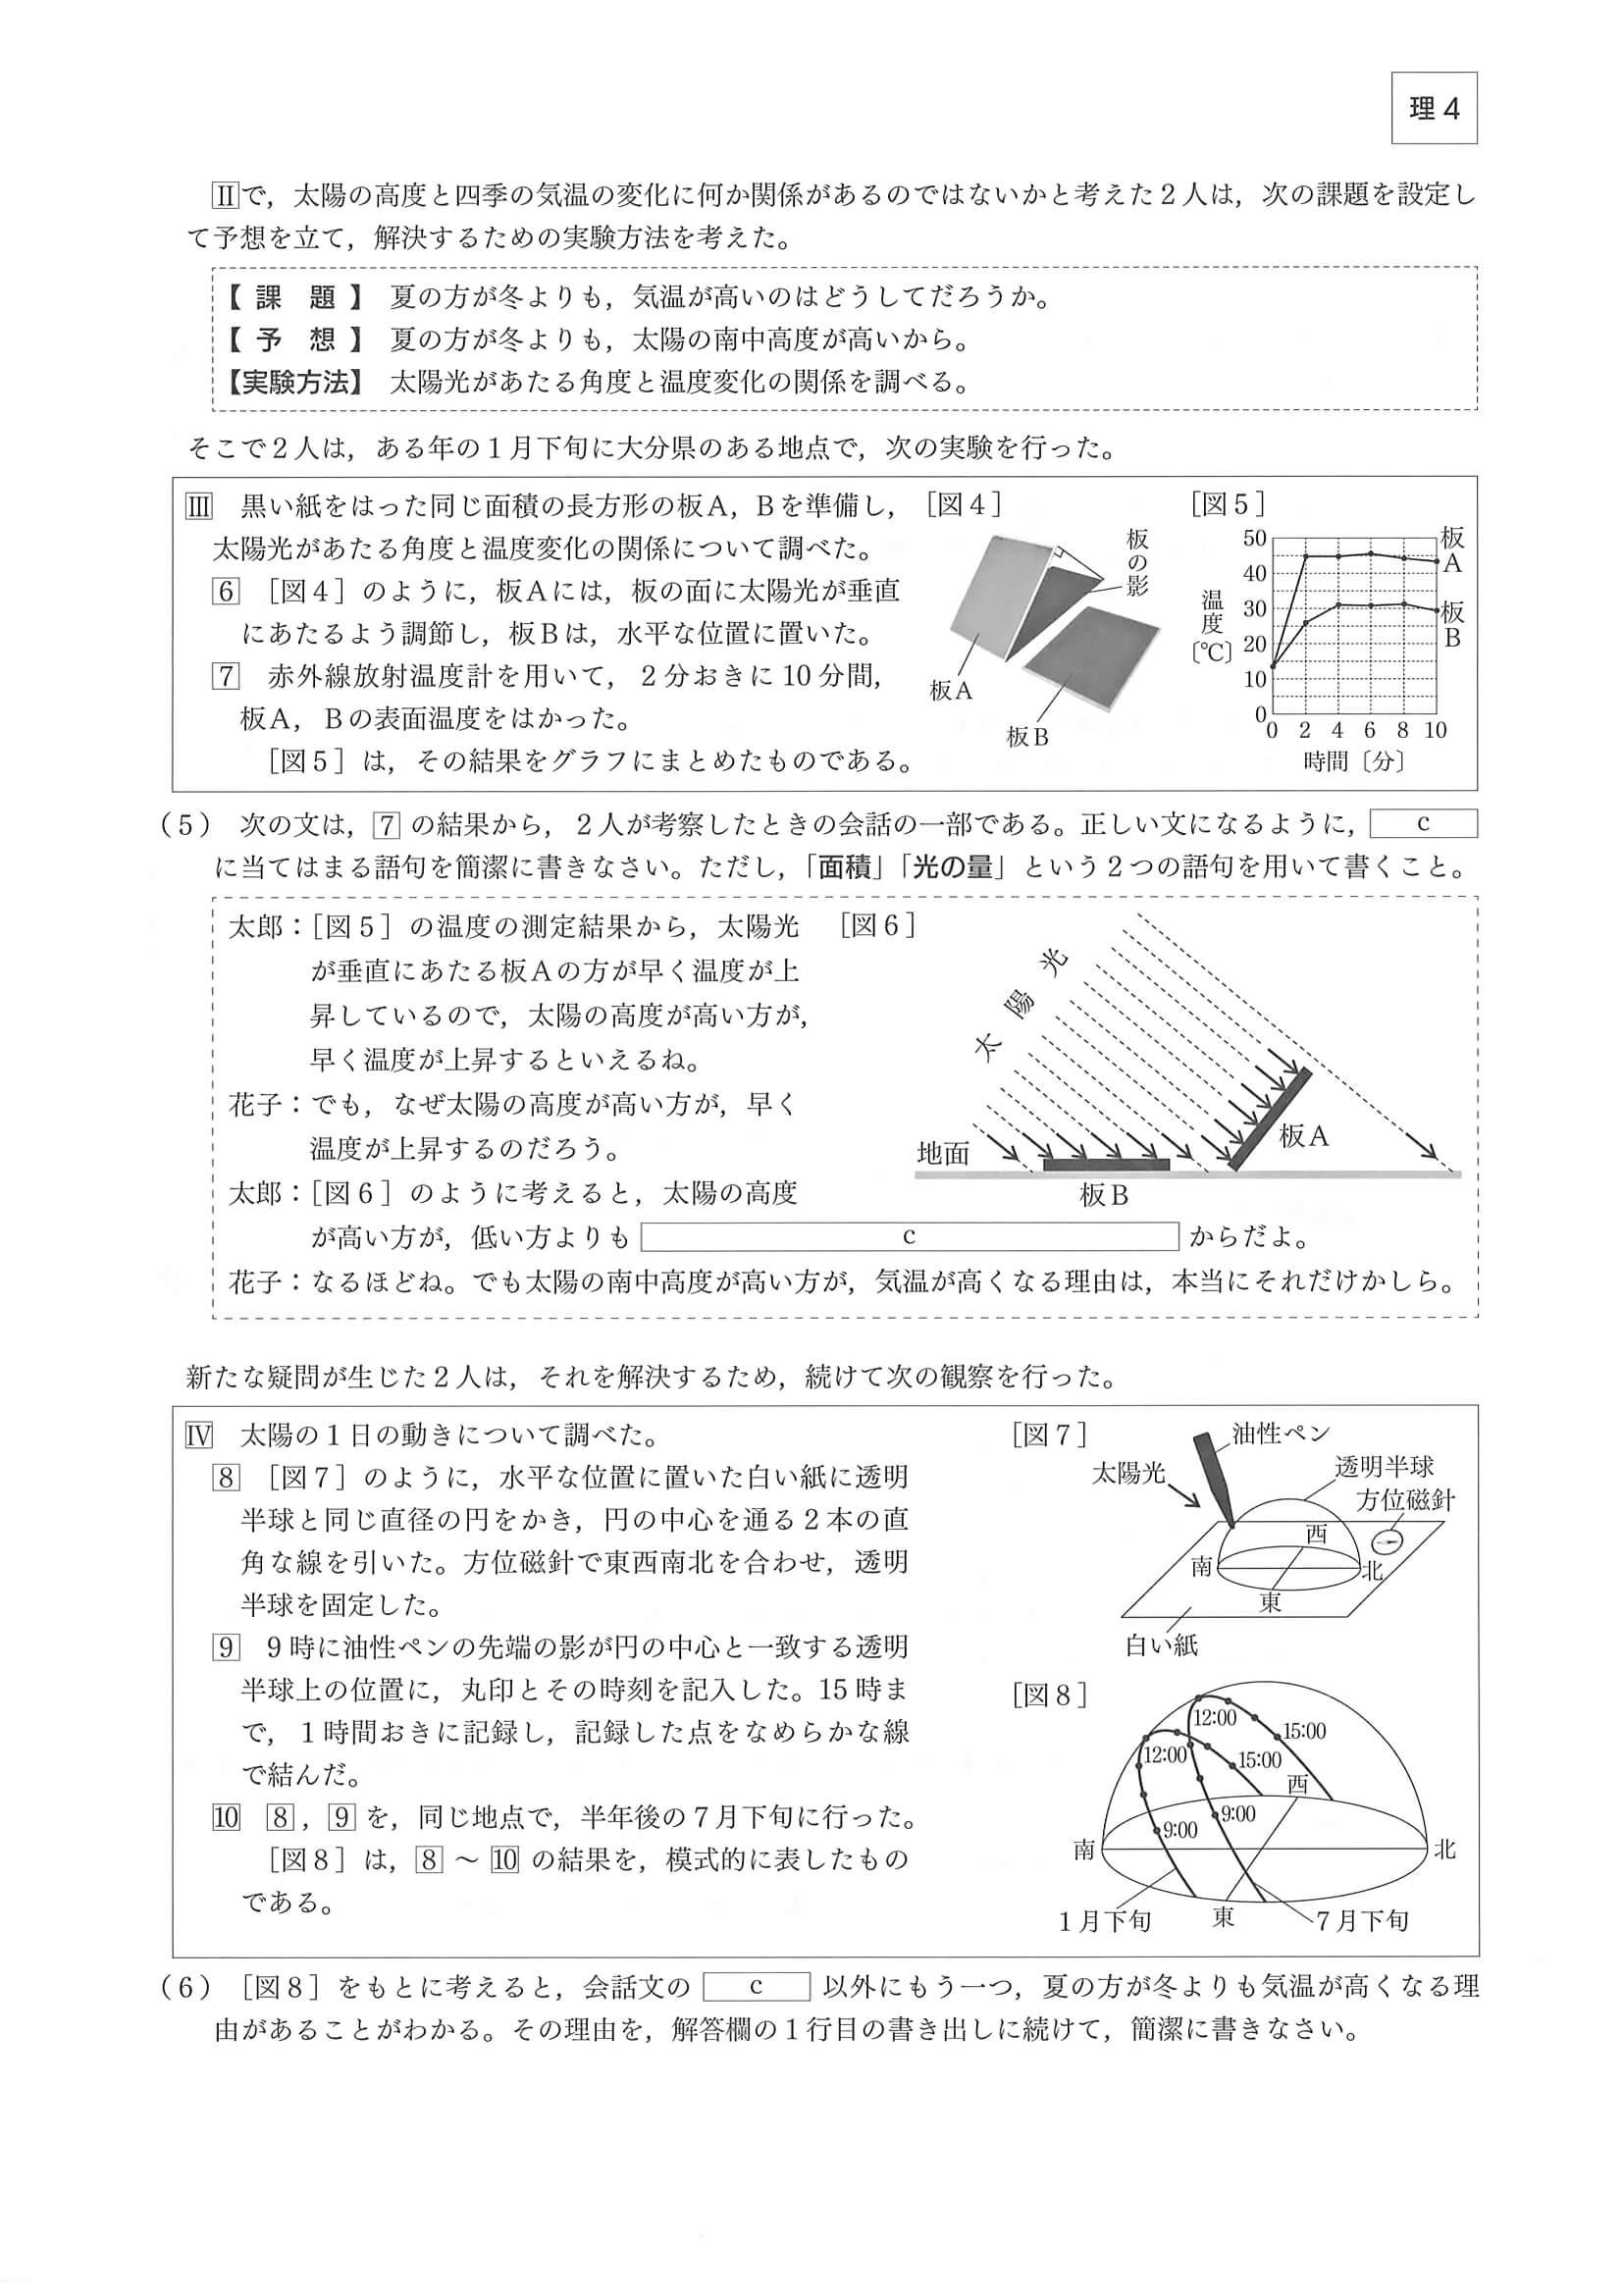 理4
Ⅱで，太陽の高度と四季の気温の変化に何か関係があるのではないかと考えた２人は，次の課題を設定し
て予想を立て，解決するための実験方法を考えた。
【 課　題 】　夏の方が冬よりも，気温が高いのはどうしてだろうか。
【 予　想 】　夏の方が冬よりも，太陽の南中高度が高いから。
【実験方法】　太陽光があたる角度と温度変化の関係を調べる。
そこで２人は，ある年の１月下旬に大分県のある地点で，次の実験を行った。
Ⅲ　黒い紙をはった同じ面積の長方形の板Ａ，Ｂを準備し，
太陽光があたる角度と温度変化の関係について調べた。
6　［図４］のように，板Ａには，板の面に太陽光が垂直
にあたるよう調節し，板Ｂは，水平な位置に置いた。
7　赤外線放射温度計を用いて，２分おきに10分間，
板Ａ，Ｂの表面温度をはかった。
［図５］は，その結果をグラフにまとめたものである。
［図４］
板の影
板Ａ
板Ｂ
［図５］
温度〔℃〕
50
40
30
20
10
0
0 2 4 6 8 10
時間〔分〕
板Ａ
板Ｂ
（５）　次の文は，7の結果から，２人が考察したときの会話の一部である。正しい文になるように，ｃ
に当てはまる語句を簡潔に書きなさい。ただし，「面積」「光の量」という２つの語句を用いて書くこと。
太郎：［図５］の温度の測定結果から，太陽光
が垂直にあたる板Ａの方が早く温度が上
昇しているので，太陽の高度が高い方が，
早く温度が上昇するといえるね。
花子：でも，なぜ太陽の高度が高い方が，早く
温度が上昇するのだろう。
太郎：［図６］のように考えると，太陽の高度
が高い方が，低い方よりも ｃ からだよ。
花子：なるほどね。でも太陽の南中高度が高い方が，気温が高くなる理由は，本当にそれだけかしら。
［図６］
太陽光
地面
板Ａ
板Ｂ
新たな疑問が生じた２人は，それを解決するため，続けて次の観察を行った。
Ⅳ　太陽の１日の動きについて調べた。
8　［図７］のように，水平な位置に置いた白い紙に透明
半球と同じ直径の円をかき，円の中心を通る２本の直
角な線を引いた。方位磁針で東西南北を合わせ，透明
半球を固定した。
9　９時に油性ペンの先端の影が円の中心と一致する透明
半球上の位置に，丸印とその時刻を記入した。15時ま
で，１時間おきに記録し，記録した点をなめらかな線
で結んだ。
10　8，9を，同じ地点で，半年後の７月下旬に行った。
［図８］は，8～10の結果を，模式的に表したもの
である。
［図７］
油性ペン
太陽光
透明半球
方位磁針
西
南
北
東
白い紙
［図８］
12:00
15:00
12:00
15:00
西
9:00
9:00
南
北
１月下旬
東
７月下旬
（６）　［図８］をもとに考えると，会話文の ｃ 以外にもう一つ，夏の方が冬よりも気温が高くなる理
由があることがわかる。その理由を，解答欄の１行目の書き出しに続けて，簡潔に書きなさい。